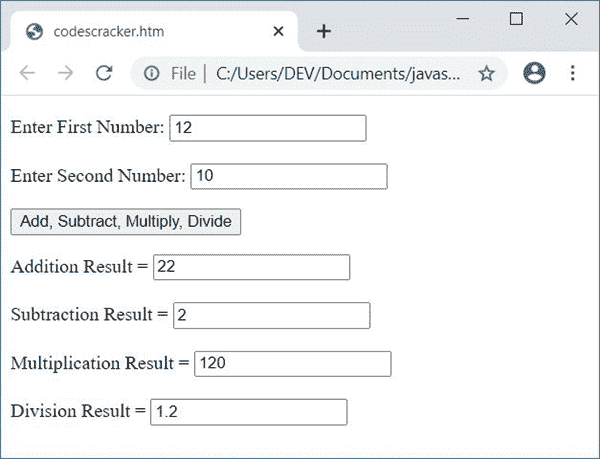 codescracker.htm
File | C:/Users/DEV/Documents/javas...
Enter First Number: 12
Enter Second Number: 10
Add, Subtract, Multiply, Divide
Addition Result = 22
Subtraction Result = 2
Multiplication Result = 120
Division Result = 1.2